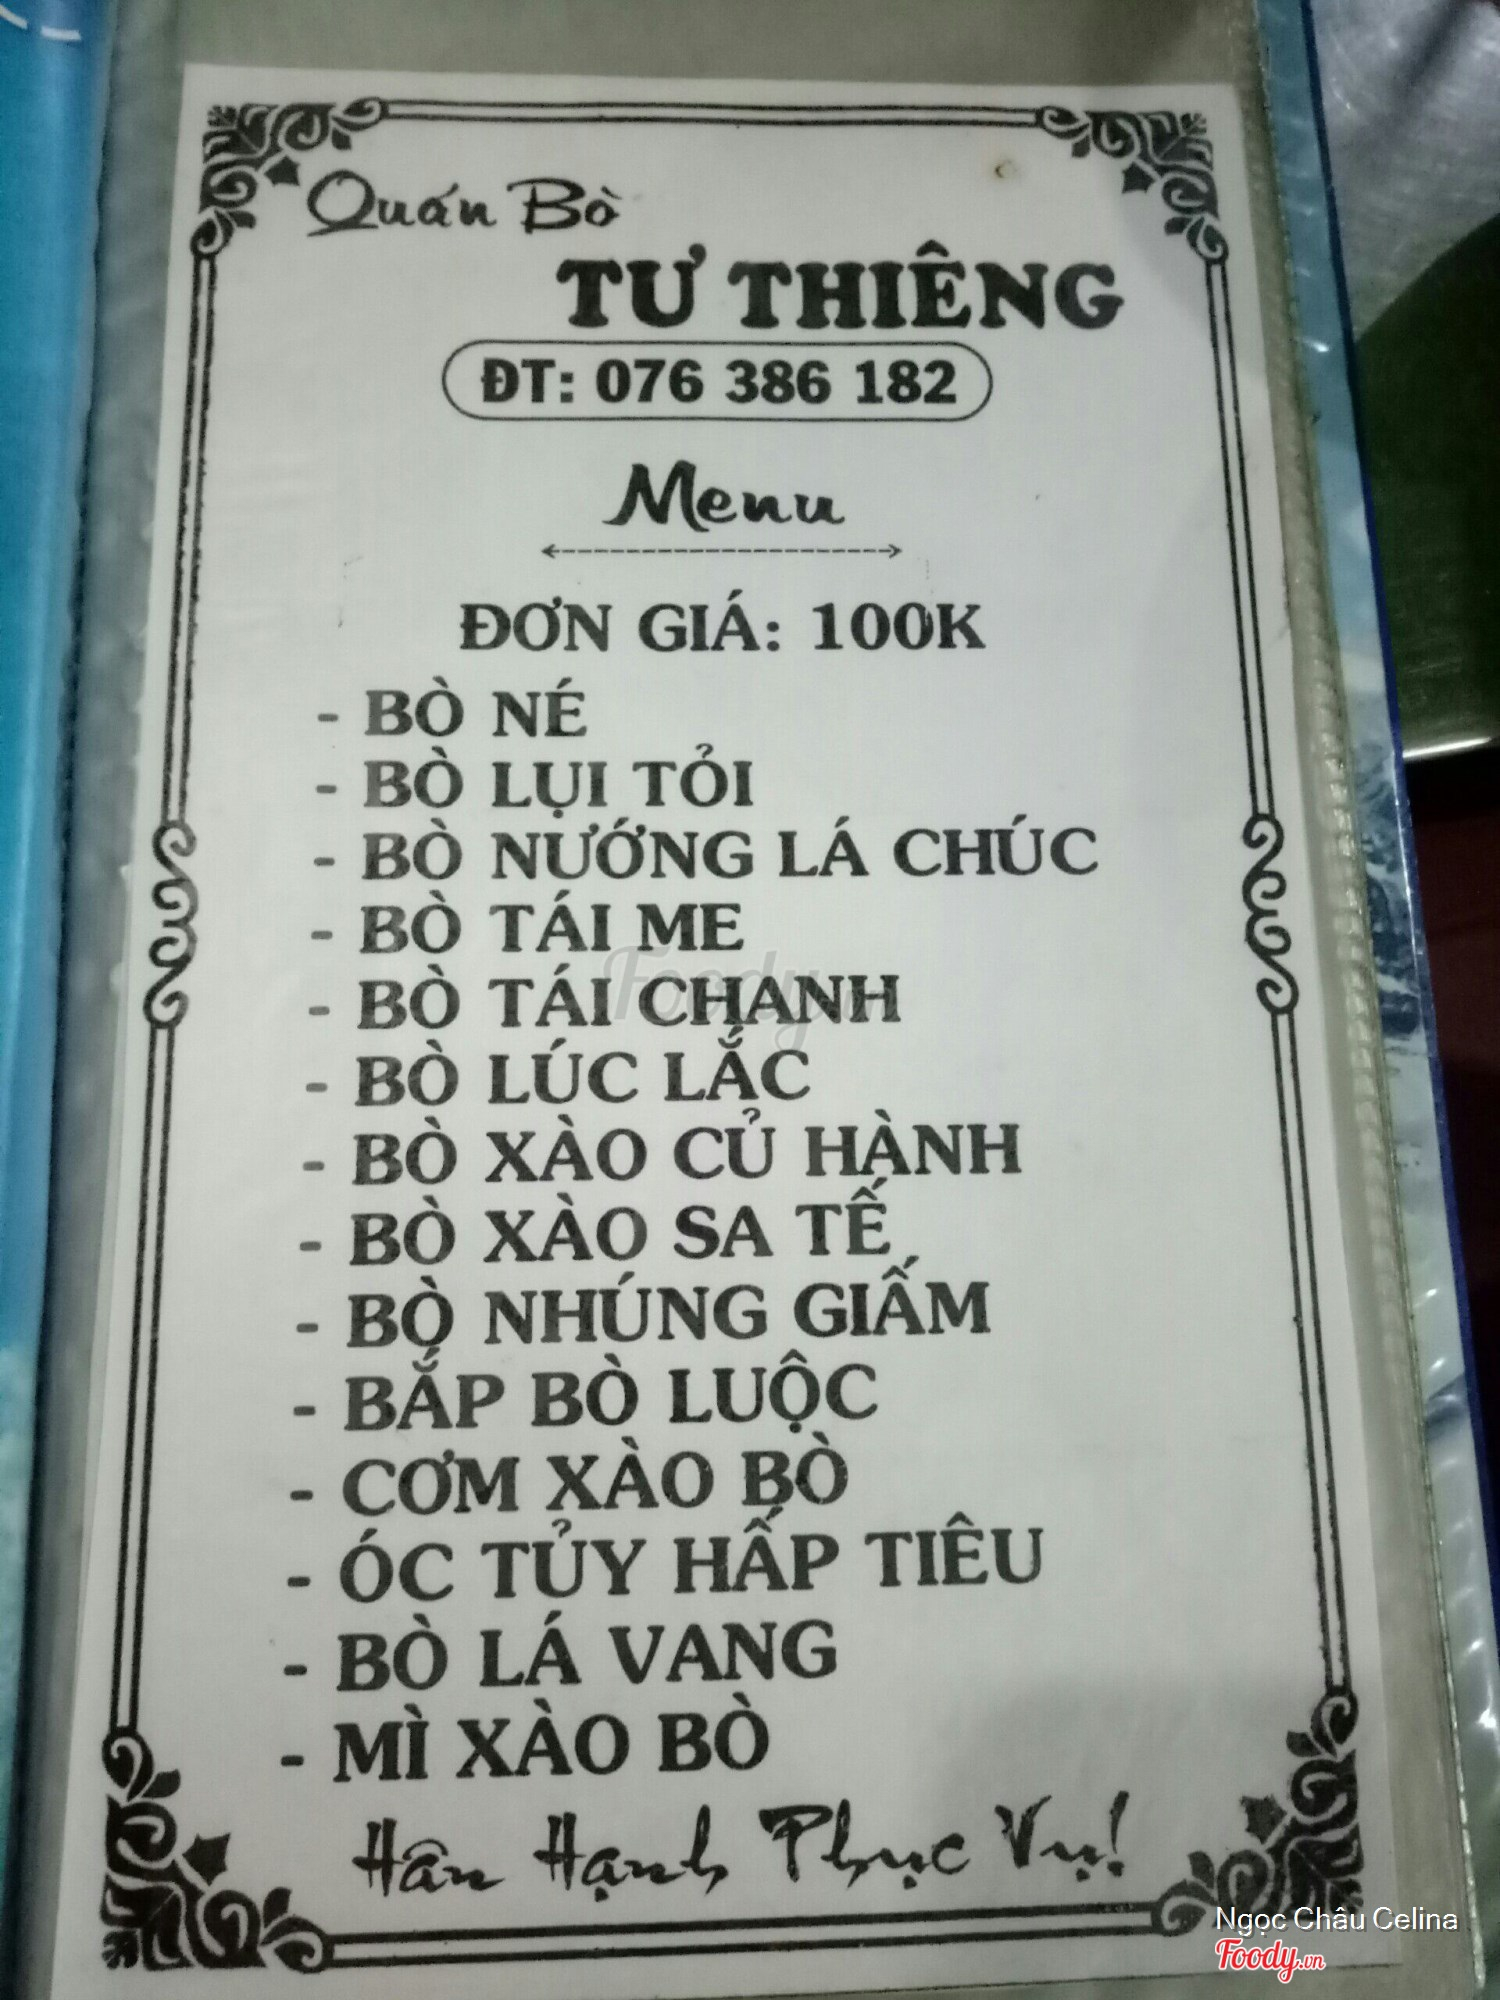 Quán Bò
TƯ THIÊNG
ĐT: 076 386 182
Menu
ĐƠN GIÁ: 100K
- BÒ NÉ
- BÒ LỤI TỎI
- BÒ NƯỚNG LÁ CHÚC
- BÒ TÁI ME
- BÒ TÁI CHANH
- BÒ LÚC LẮC
- BÒ XÀO CỦ HÀNH
- BÒ XÀO SA TẾ
- BÒ NHÚNG GIẤM
- BẮP BÒ LUỘC
- CƠM XÀO BÒ
- ÓC TỦY HẤP TIÊU
- BÒ LÁ VANG
- MÌ XÀO BÒ
Hân Hạnh Phục Vụ!
Foody.vn
Ngọc Châu Celina
Foody.vn